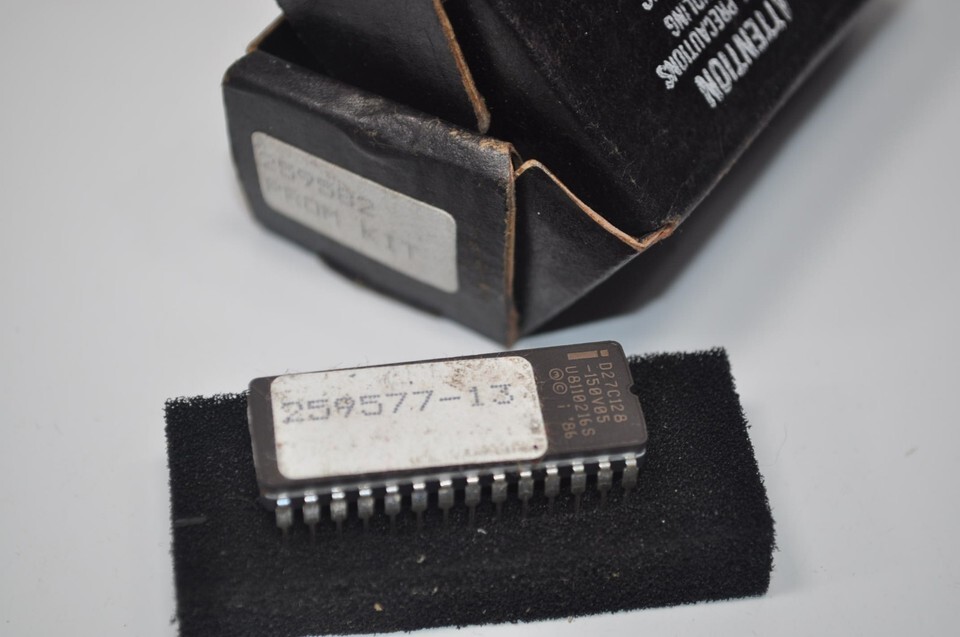 ATTENTION
PRECAUTIONS
259582
PROM KIT
259577-13
i
D27C128
-150V05
U8110216S
Ⓜ © i '86